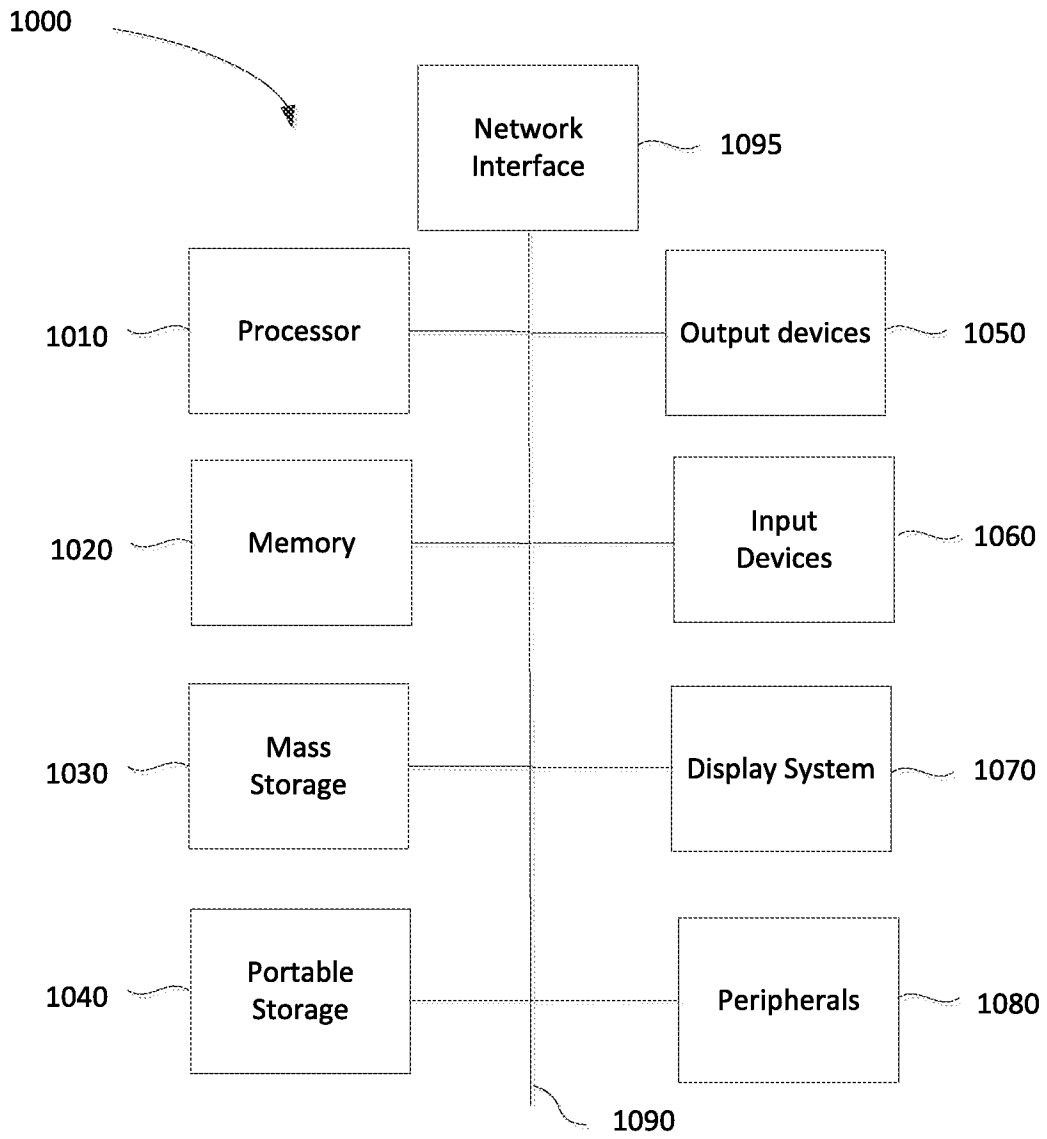 1000
Network
Interface
1095
1010
Processor
Output devices
1050
1020
Memory
Input
Devices
1060
1030
Mass
Storage
Display System
1070
1040
Portable
Storage
Peripherals
1080
1090